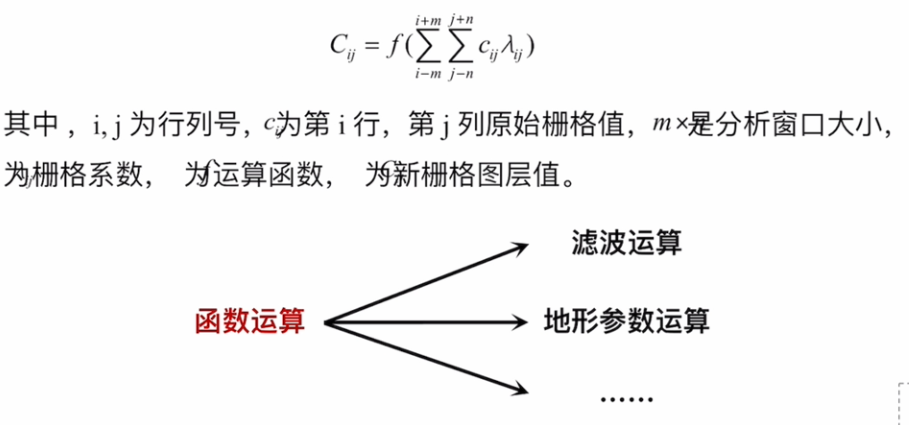 C_{ij} = f(\sum_{i-m}^{i+m} \sum_{j-n}^{j+n} c_{ij} λ_{ij})
其中，i, j 为行列号，c_{ij}为第 i 行，第 j 列原始栅格值，m × 是分析窗口大小，
为栅格系数， 为f运算函数， 为新栅格图层值。
滤波运算
函数运算
地形参数运算
……